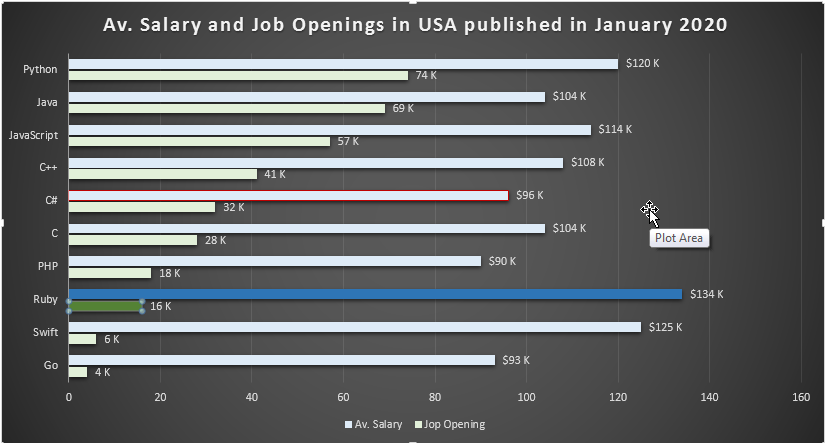 Av. Salary and Job Openings in USA published in January 2020
Python
$120 K
74 K
Java
$104 K
69 K
JavaScript
$114 K
57 K
C++
$108 K
41 K
C#
$96 K
32 K
C
$104 K
28 K
Plot Area
PHP
$90 K
18 K
Ruby
$134 K
16 K
Swift
$125 K
6 K
Go
$93 K
4 K
0 20 40 60 80 100 120 140 160
Av. Salary Jop Opening